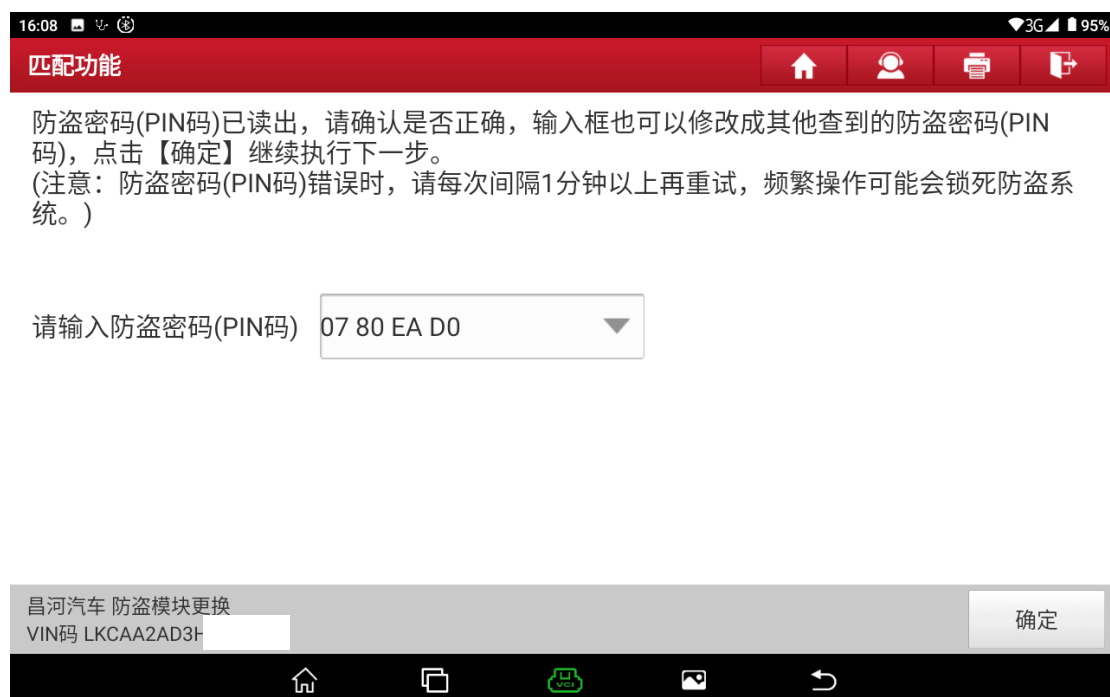 16:08
3G
95%
匹配功能
防盗密码(PIN码)已读出，请确认是否正确，输入框也可以修改成其他查到的防盗密码(PIN
码)，点击【确定】继续执行下一步。
(注意：防盗密码(PIN码)错误时，请每次间隔1分钟以上再重试，频繁操作可能会锁死防盗系
统。)
请输入防盗密码(PIN码)
07 80 EA D0
昌河汽车 防盗模块更换
VIN码 LKCAA2AD3H
确定
VCI